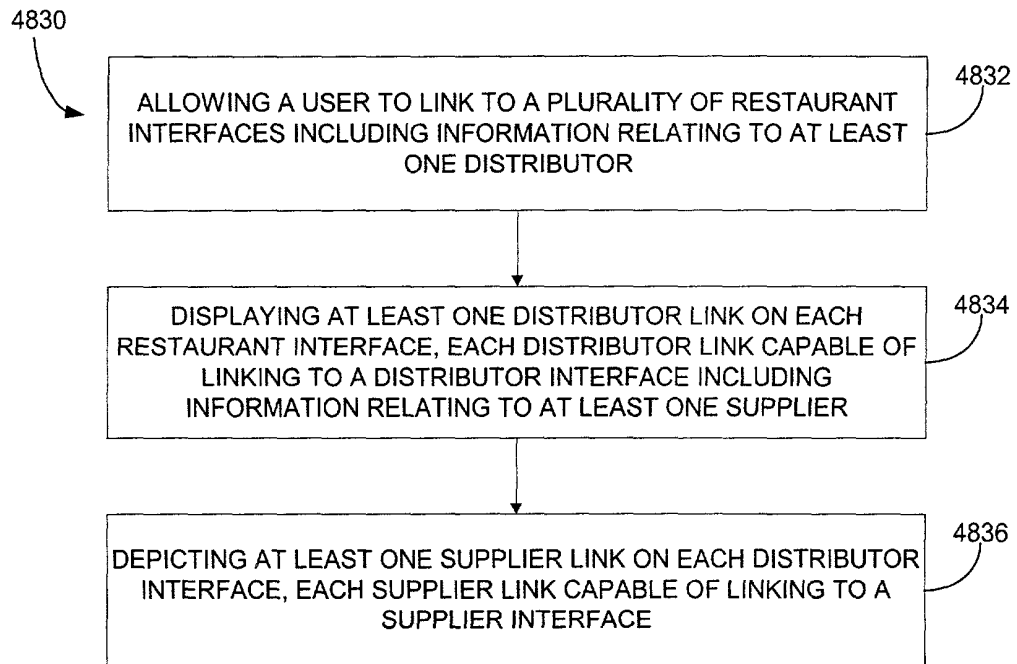 4830
4832
ALLOWING A USER TO LINK TO A PLURALITY OF RESTAURANT
INTERFACES INCLUDING INFORMATION RELATING TO AT LEAST
ONE DISTRIBUTOR
4834
DISPLAYING AT LEAST ONE DISTRIBUTOR LINK ON EACH
RESTAURANT INTERFACE, EACH DISTRIBUTOR LINK CAPABLE OF
LINKING TO A DISTRIBUTOR INTERFACE INCLUDING
INFORMATION RELATING TO AT LEAST ONE SUPPLIER
4836
DEPICTING AT LEAST ONE SUPPLIER LINK ON EACH DISTRIBUTOR
INTERFACE, EACH SUPPLIER LINK CAPABLE OF LINKING TO A
SUPPLIER INTERFACE